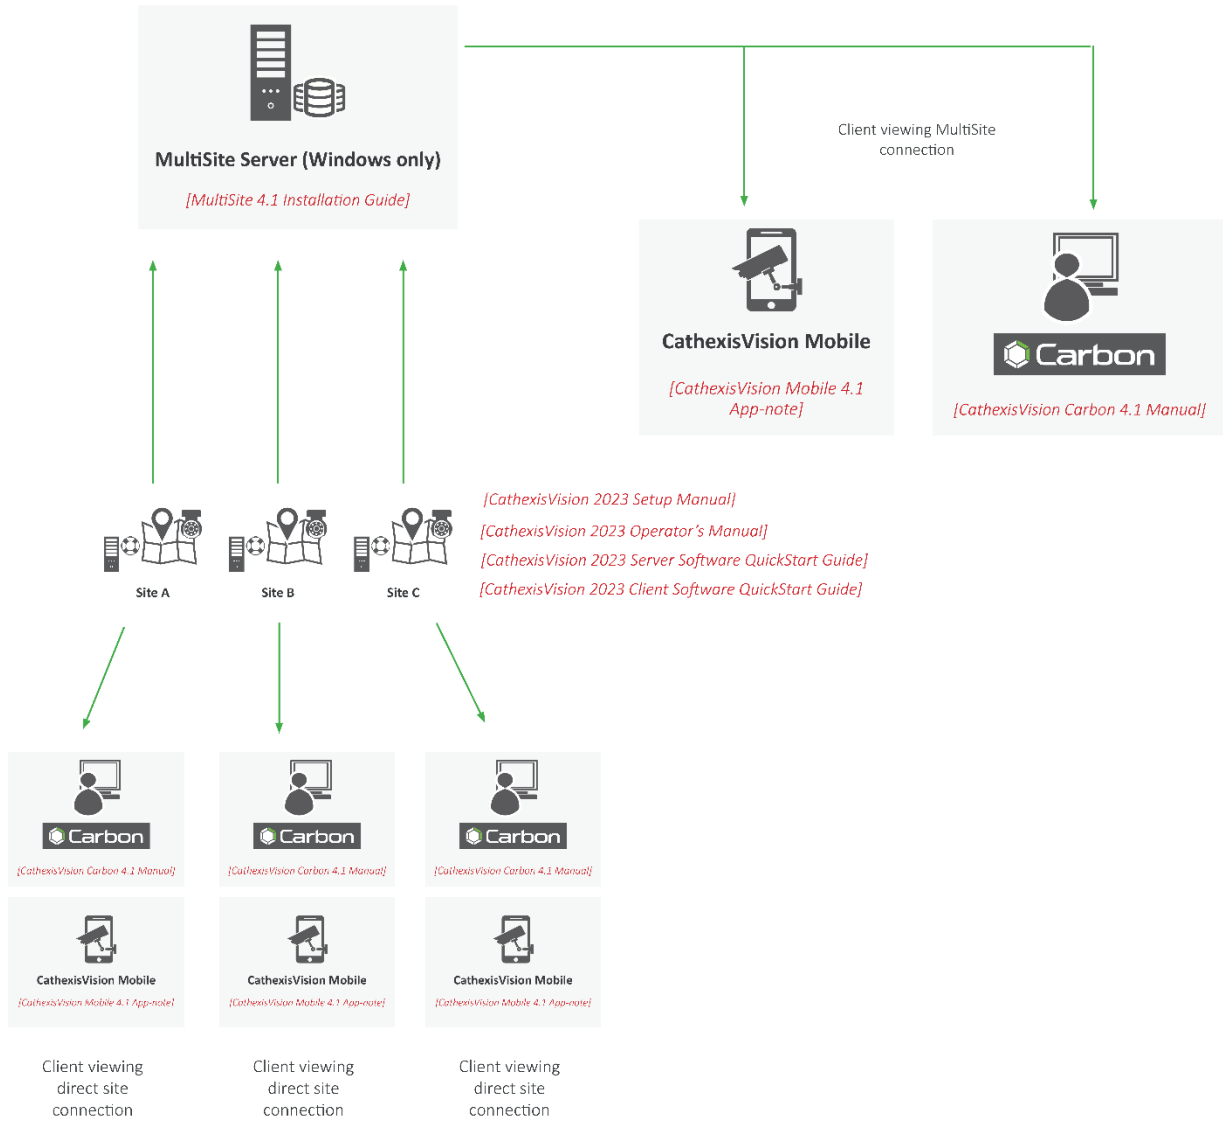 MultiSite Server (Windows only)
[MultiSite 4.1 Installation Guide]
Client viewing MultiSite
connection
CathexisVision Mobile
[CathexisVision Mobile 4.1
App-note]
Carbon
[CathexisVision Carbon 4.1 Manual]
[CathexisVision 2023 Setup Manual]
[CathexisVision 2023 Operator's Manual]
[CathexisVision 2023 Server Software QuickStart Guide]
[CathexisVision 2023 Client Software QuickStart Guide]
Site A
Site B
Site C
Carbon
[CathexisVision Carbon 4.1 Manual]
CathexisVision Mobile
[CathexisVision Mobile 4.1 App-note]
Client viewing
direct site
connection
Carbon
[CathexisVision Carbon 4.1 Manual]
CathexisVision Mobile
[CathexisVision Mobile 4.1 App-note]
Client viewing
direct site
connection
Carbon
[CathexisVision Carbon 4.1 Manual]
CathexisVision Mobile
[CathexisVision Mobile 4.1 App-note]
Client viewing
direct site
connection